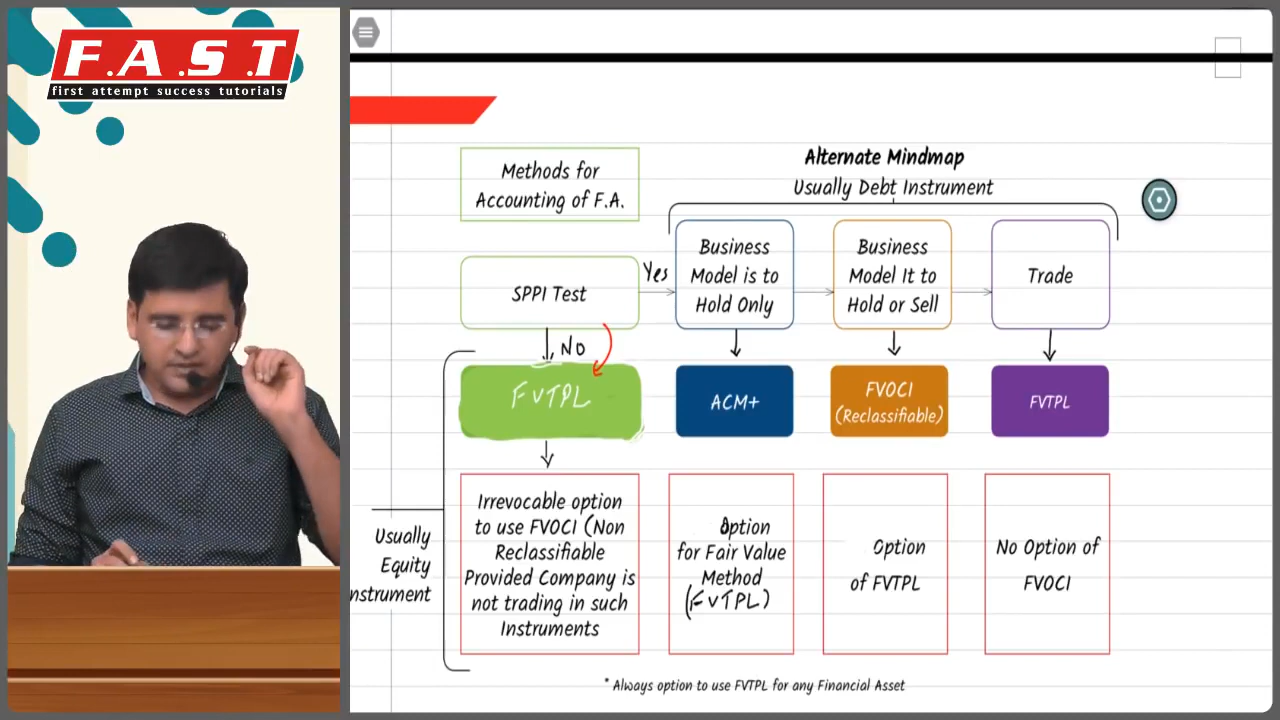 F.A.S.T
first attempt success tutorials
Alternate Mindmap
Usually Debt Instrument
Methods for
Accounting of F.A.
SPPI Test
Yes
Business
Model is to
Hold Only
Business
Model It to
Hold or Sell
Trade
No
FVTPL
ACM+
FVOCI
(Reclassifiable)
FVTPL
Usually
Equity
nstrument
Irrevocable option
to use FVOCI (Non
Reclassifiable
Provided Company is
not trading in such
Instruments
Option
for Fair Value
Method
(FVTPL)
Option
of FVTPL
No Option of
FVOCI
* Always option to use FVTPL for any Financial Asset